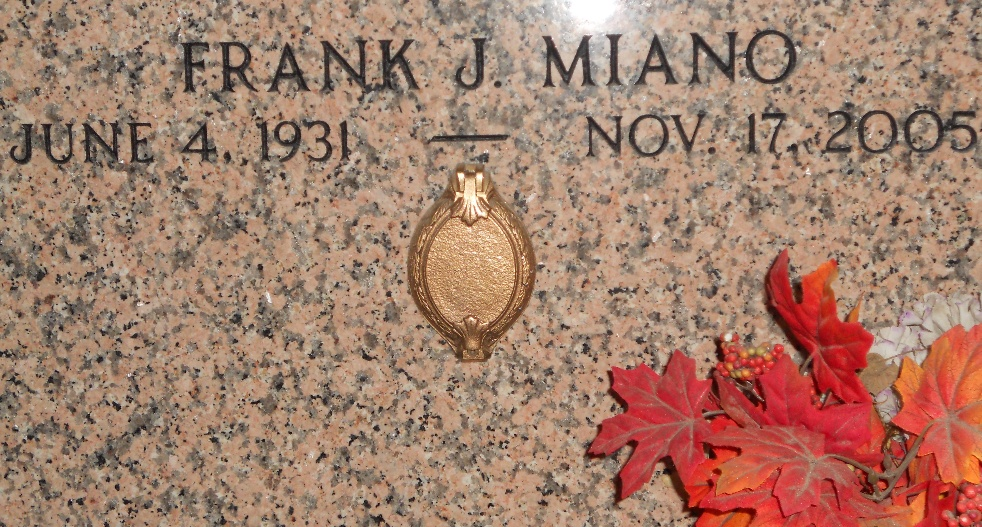 FRANK J. MIANO
JUNE 4, 1931 — NOV. 17, 2005